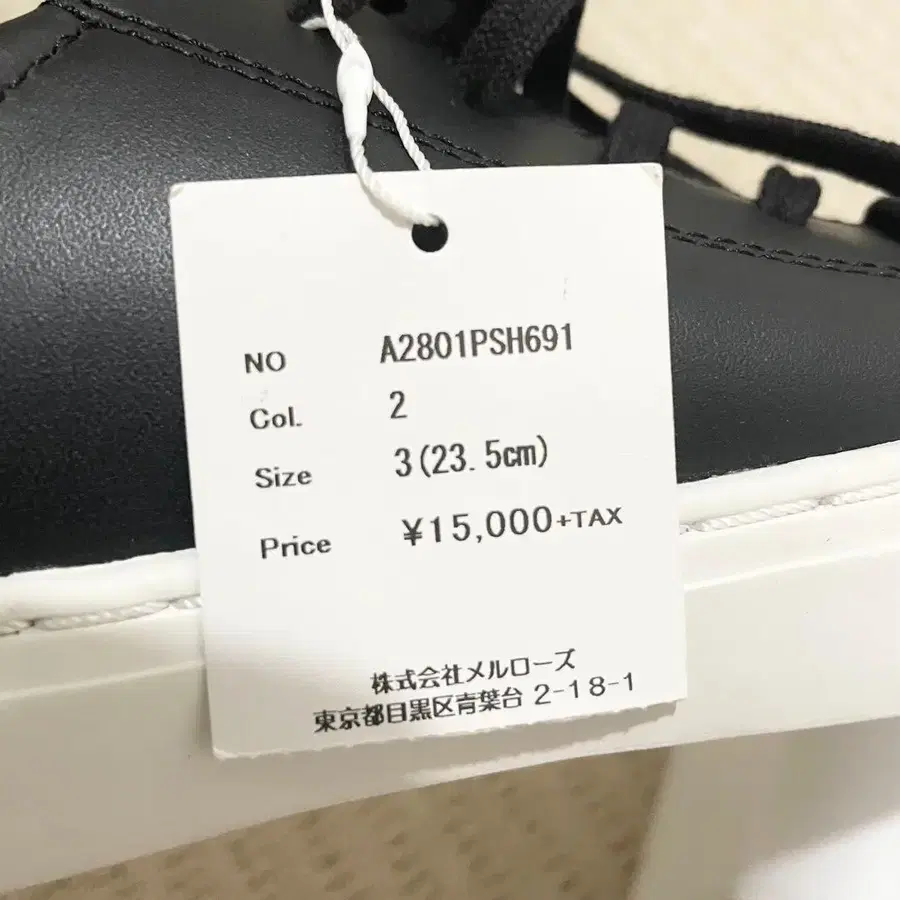 NO A2801PSH691
Col. 2
Size 3(23.5cm)
Price ¥15,000+TAX
株式会社メルローズ
東京都目黒区青葉台 2-18-1